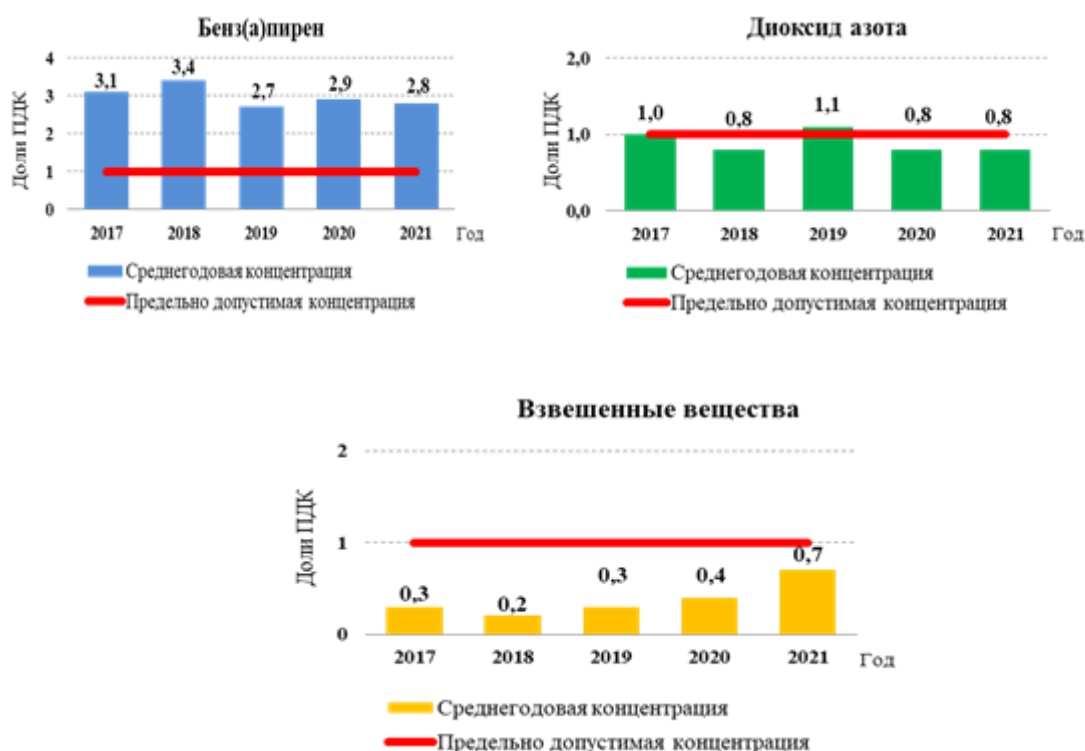 Бенз(а)пирен
Доли ПДК
4
3
2
1
0
3,1
3,4
2,7
2,9
2,8
2017 2018 2019 2020 2021 Год
Среднегодовая концентрация
Предельно допустимая концентрация
Диоксид азота
Доли ПДК
2,0
1,0
0,0
1,0
0,8
1,1
0,8
0,8
2017 2018 2019 2020 2021 Год
Среднегодовая концентрация
Предельно допустимая концентрация
Взвешенные вещества
Доли ПДК
2
1
0
0,3
0,2
0,3
0,4
0,7
2017 2018 2019 2020 2021 Год
Среднегодовая концентрация
Предельно допустимая концентрация